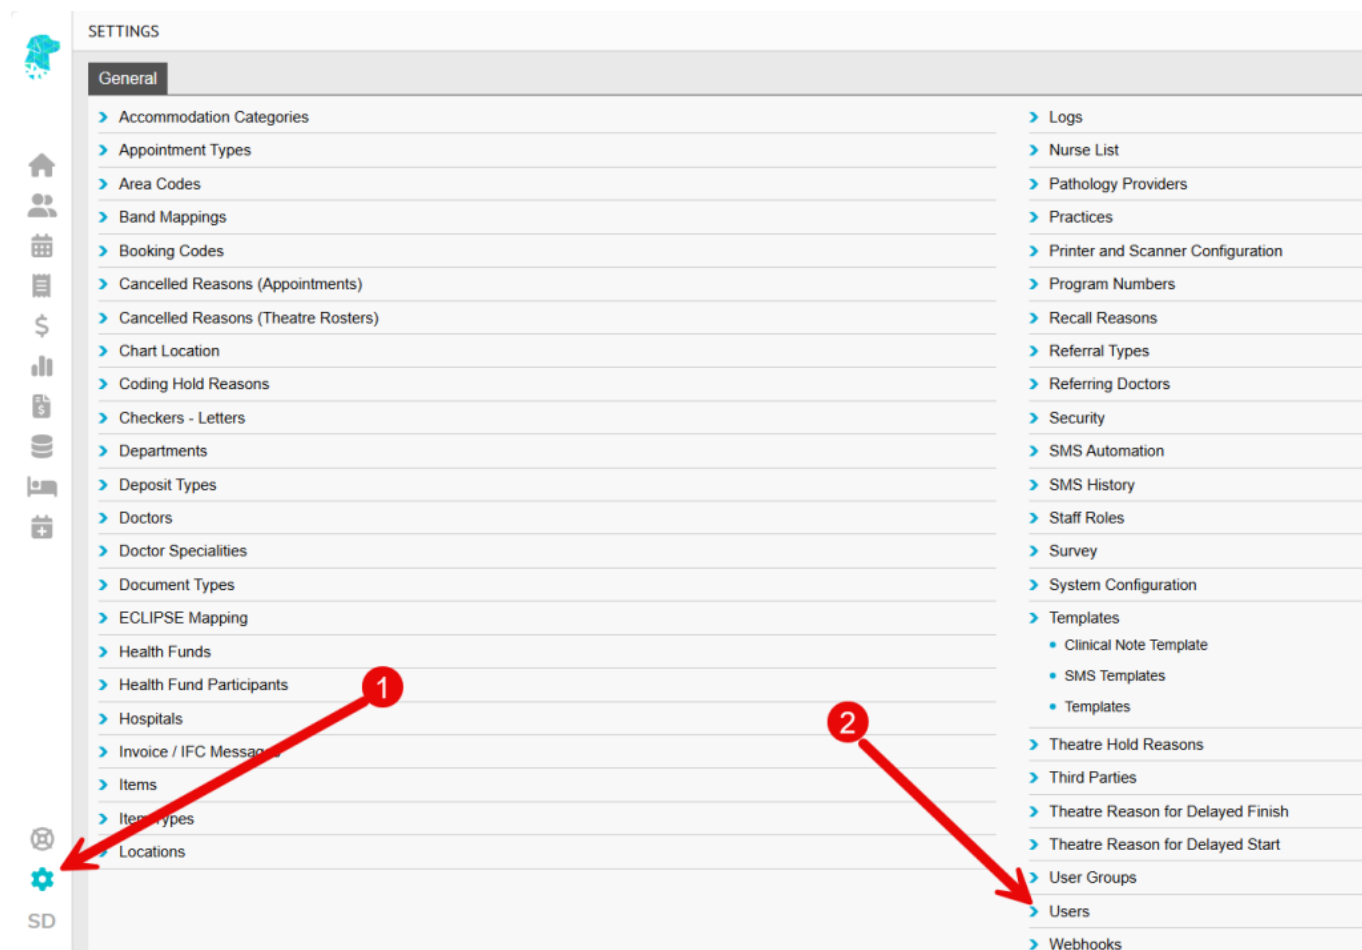 SETTINGS
General
Accommodation Categories
Appointment Types
Area Codes
Band Mappings
Booking Codes
Cancelled Reasons (Appointments)
Cancelled Reasons (Theatre Rosters)
Chart Location
Coding Hold Reasons
Checkers - Letters
Departments
Deposit Types
Doctors
Doctor Specialities
Document Types
ECLIPSE Mapping
Health Funds
Health Fund Participants
1
Hospitals
Invoice / IFC Messages
Items
Item Types
Locations
SD
Logs
Nurse List
Pathology Providers
Practices
Printer and Scanner Configuration
Program Numbers
Recall Reasons
Referral Types
Referring Doctors
Security
SMS Automation
SMS History
Staff Roles
Survey
System Configuration
Templates
Clinical Note Template
SMS Templates
Templates
2
Theatre Hold Reasons
Third Parties
Theatre Reason for Delayed Finish
Theatre Reason for Delayed Start
User Groups
Users
Webhooks